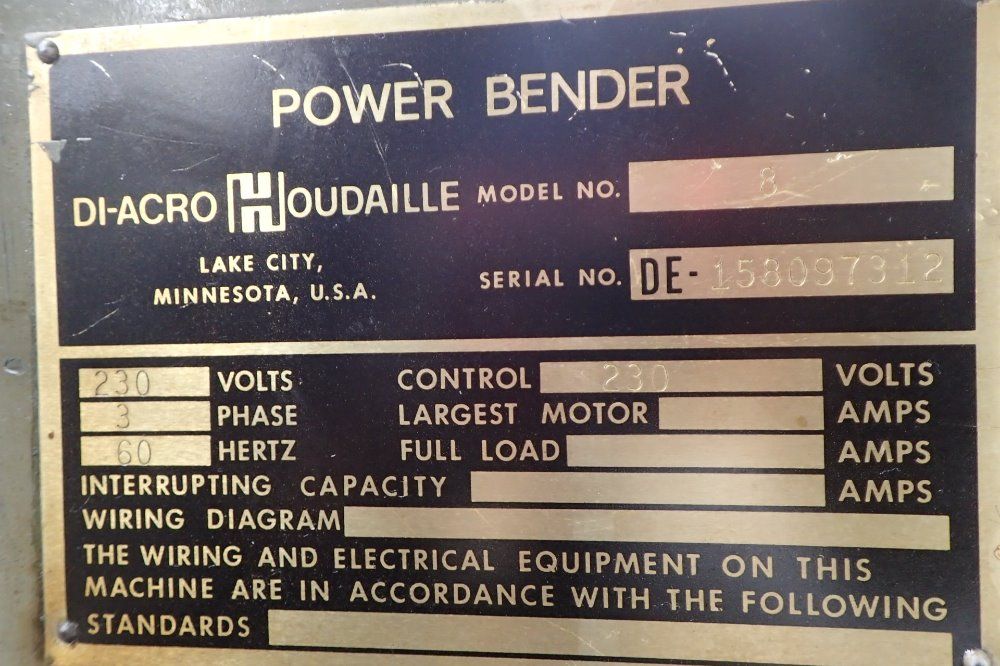 POWER BENDER
DI-ACRO HOUDAILLE
LAKE CITY,
MINNESOTA, U.S.A.
MODEL NO. 8
SERIAL NO. DE-158097312
230 VOLTS CONTROL 230 VOLTS
3 PHASE LARGEST MOTOR AMPS
60 HERTZ FULL LOAD AMPS
INTERRUPTING CAPACITY AMPS
WIRING DIAGRAM
THE WIRING AND ELECTRICAL EQUIPMENT ON THIS
MACHINE ARE IN ACCORDANCE WITH THE FOLLOWING
STANDARDS